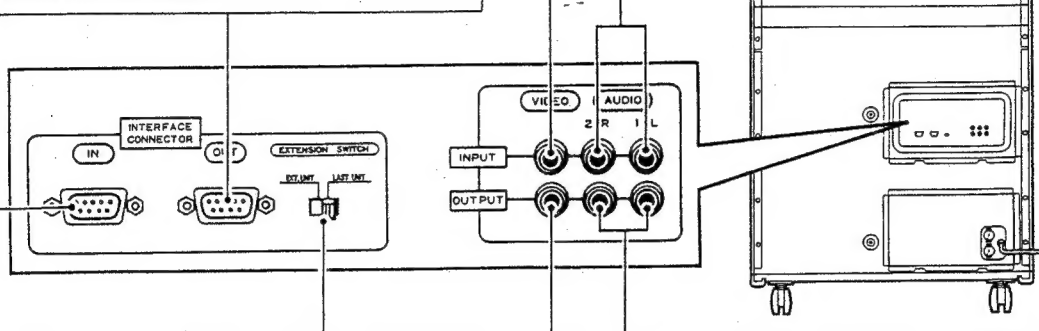 VIDEO AUDIO
2 R 1 L
INTERFACE
CONNECTOR
IN OUT EXTENSION SWITCH
EXT. UNIT LAST UNIT
INPUT
OUTPUT